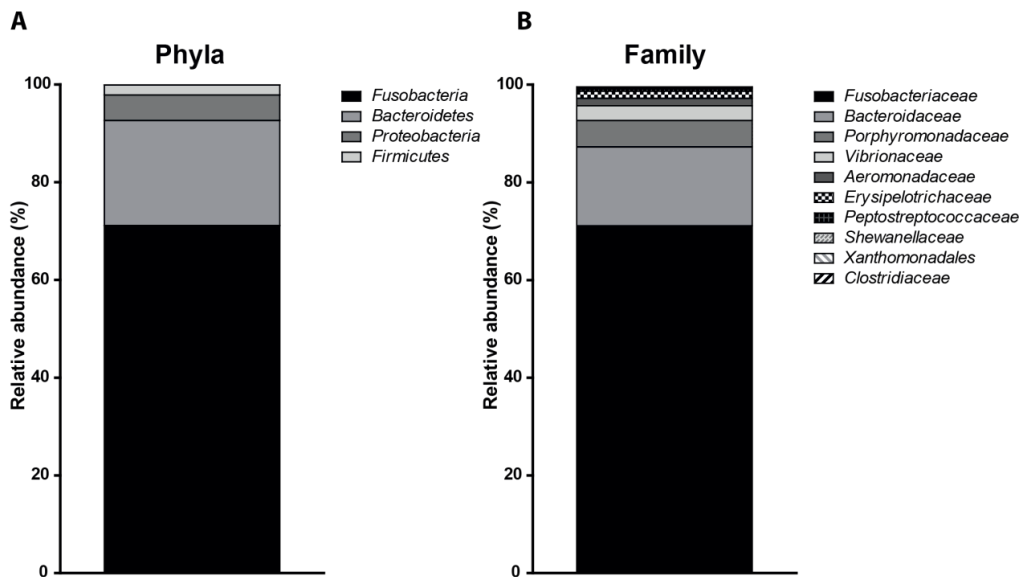 A
Phyla
100
80
60
40
20
0
Relative abundance (%)
Fusobacteria
Bacteroidetes
Proteobacteria
Firmicutes
B
Family
100
80
60
40
20
0
Relative abundance (%)
Fusobacteriaceae
Bacteroidaceae
Porphyromonadaceae
Vibrionaceae
Aeromonadaceae
Erysipelotrichaceae
Peptostreptococcaceae
Shewanellaceae
Xanthomonadales
Clostridiaceae